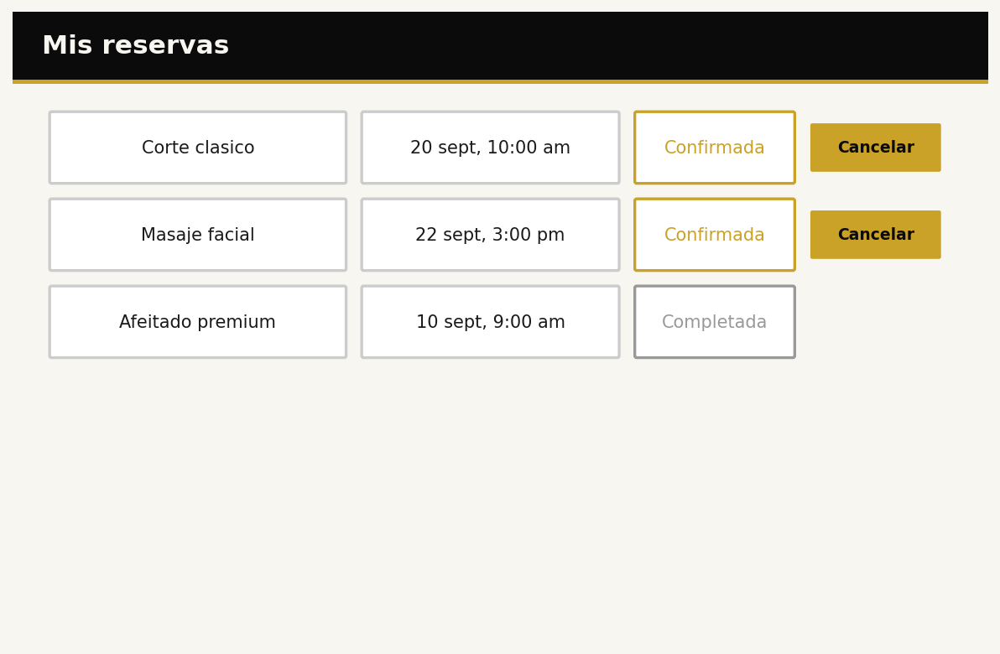 Mis reservas
Corte clasico 20 sept, 10:00 am Confirmada Cancelar
Masaje facial 22 sept, 3:00 pm Confirmada Cancelar
Afeitado premium 10 sept, 9:00 am Completada